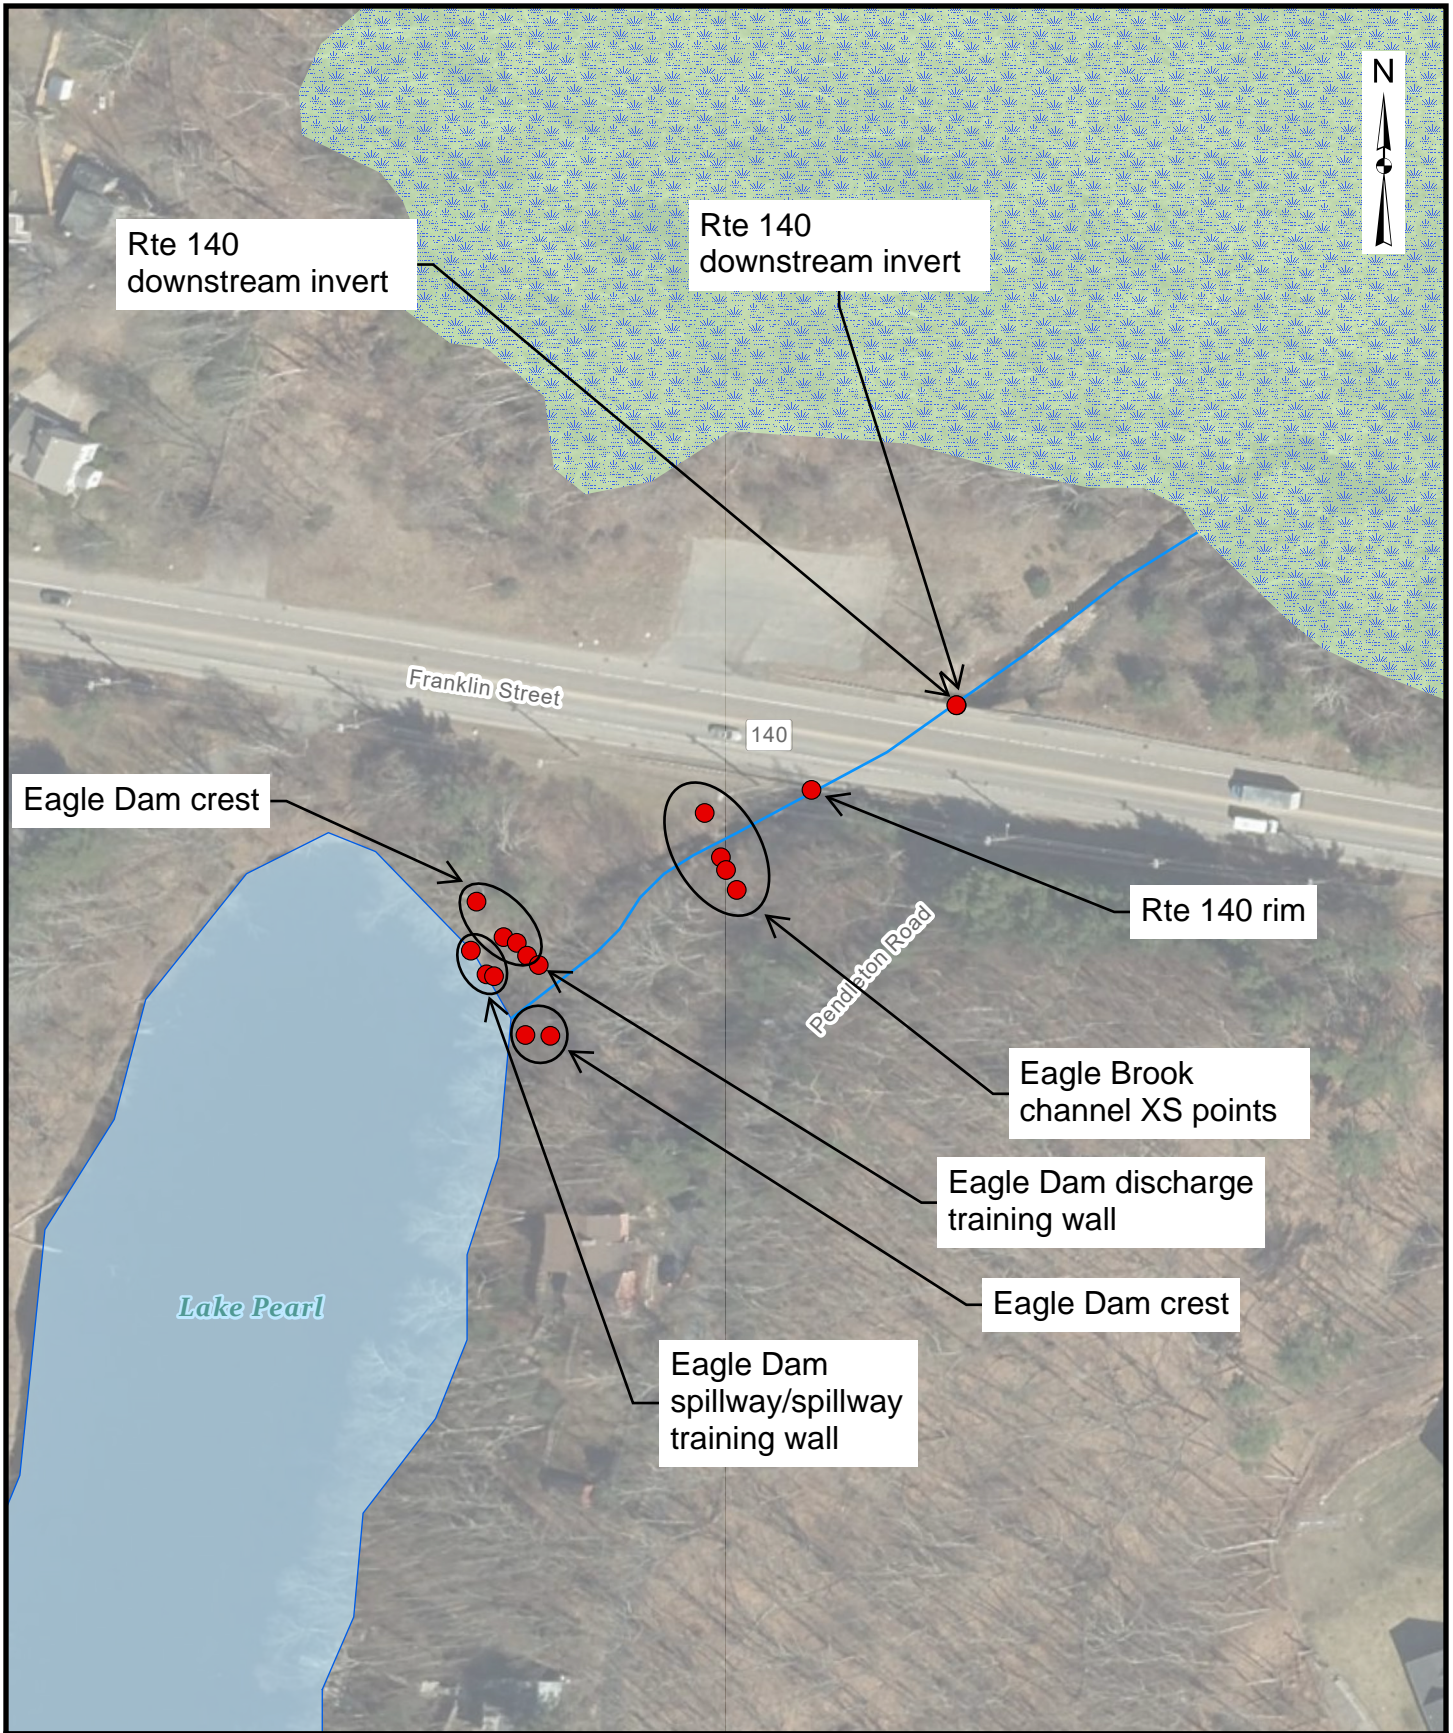 N
Rte 140
downstream invert
Rte 140
downstream invert
Franklin Street
140
Eagle Dam crest
Rte 140 rim
Pendleton Road
Eagle Brook
channel XS points
Eagle Dam discharge
training wall
Eagle Dam crest
Lake Pearl
Eagle Dam
spillway/spillway
training wall